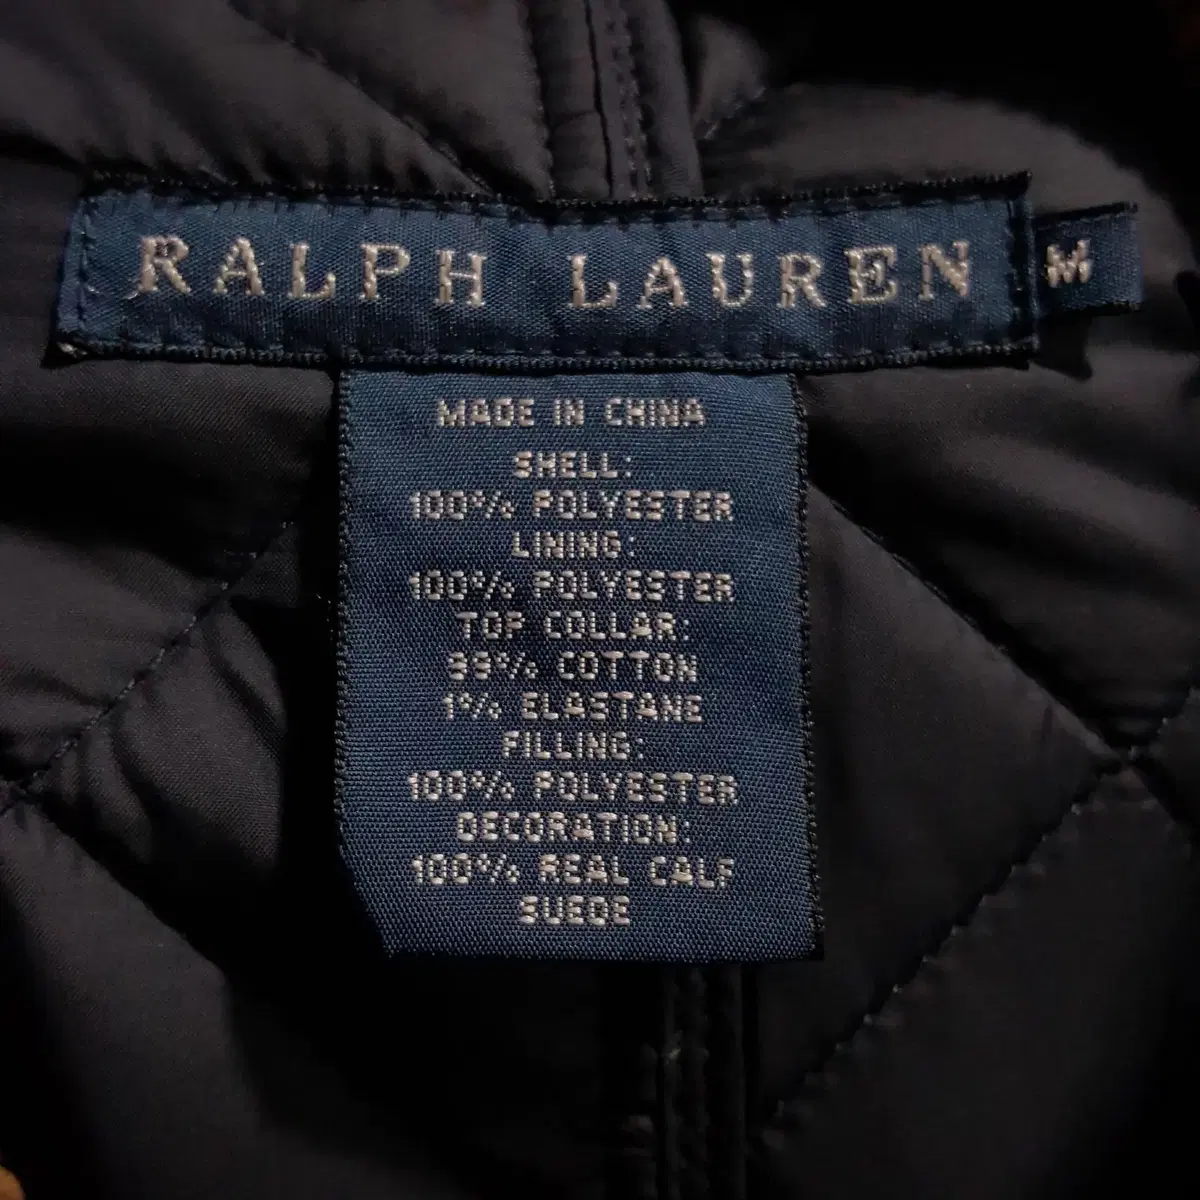 RALPH LAUREN M
MADE IN CHINA
SHELL:
100% POLYESTER
LINING:
100% POLYESTER
TOP COLLAR:
99% COTTON
1% ELASTANE
FILLING:
100% POLYESTER
DECORATION:
100% REAL CALF
SUEDE